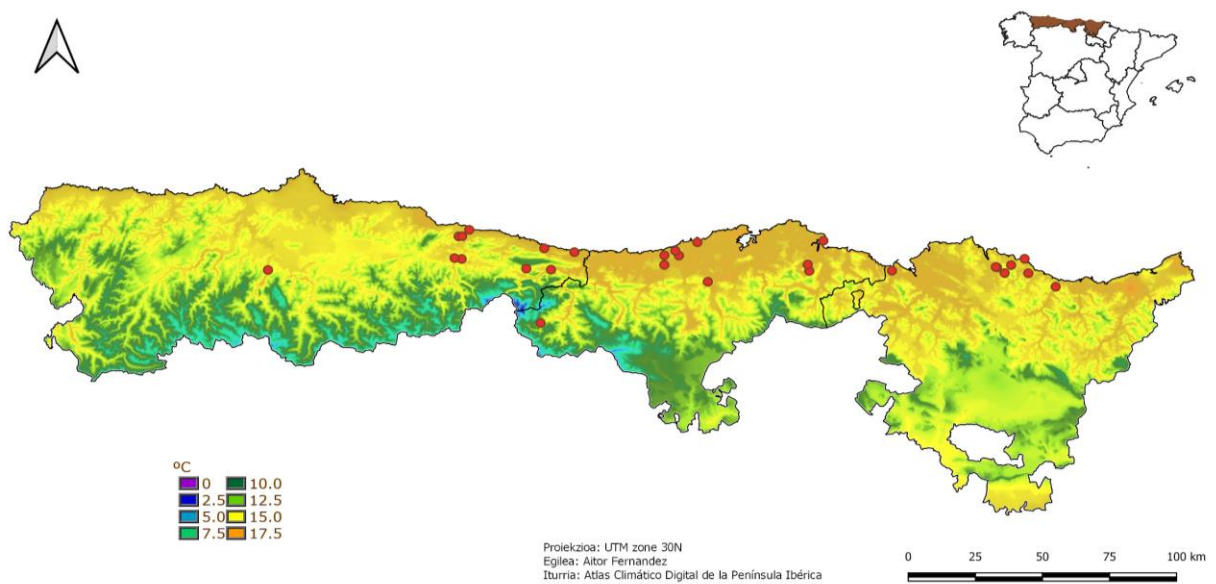 ºC
0 10.0
2.5 12.5
5.0 15.0
7.5 17.5
Proiekzioa: UTM zone 30N
Egilea: Aitor Fernandez
Iturria: Atlas Climático Digital de la Península Ibérica
0 25 50 75 100 km